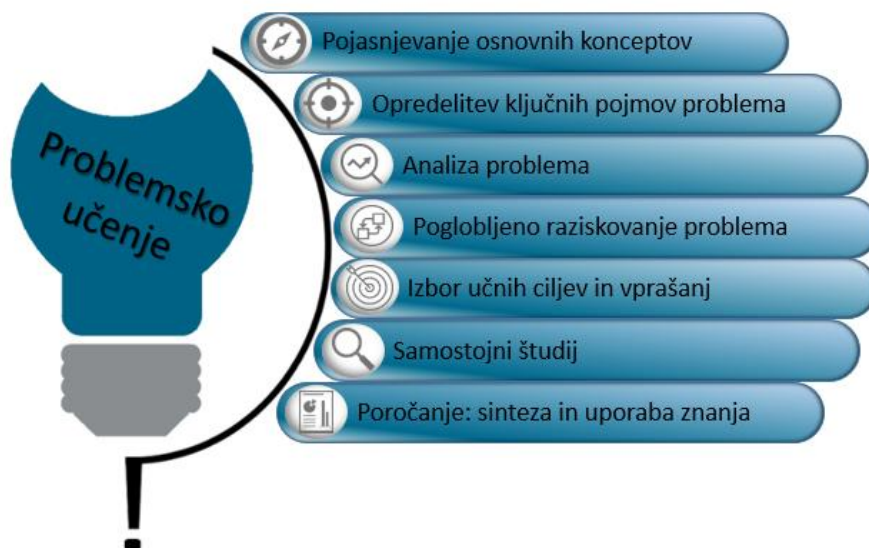 Problemsko
učenje
Pojasnjevanje osnovnih konceptov
Opredelitev ključnih pojmov problema
Analiza problema
Poglobljeno raziskovanje problema
Izbor učnih ciljev in vprašanj
Samostojni študij
Poročanje: sinteza in uporaba znanja